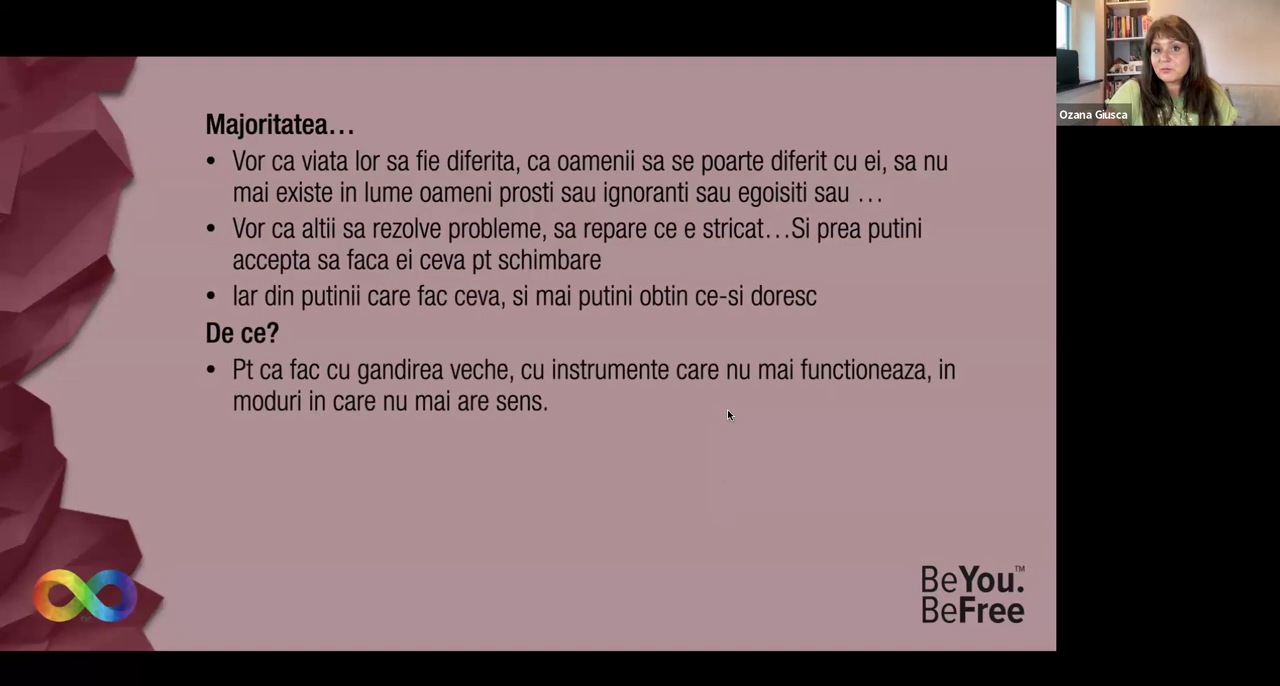 Majoritatea…
• Vor ca viata lor sa fie diferita, ca oamenii sa se poarte diferit cu ei, sa nu
mai existe in lume oameni prosti sau ignoranti sau egoisiti sau …
• Vor ca altii sa rezolve probleme, sa repare ce e stricat…Si prea putini
accepta sa faca ei ceva pt schimbare
• Iar din putinii care fac ceva, si mai putini obtin ce-si doresc
De ce?
• Pt ca fac cu gandirea veche, cu instrumente care nu mai functioneaza, in
moduri in care nu mai are sens.
BeYou.™
BeFree
Ozana Giusca